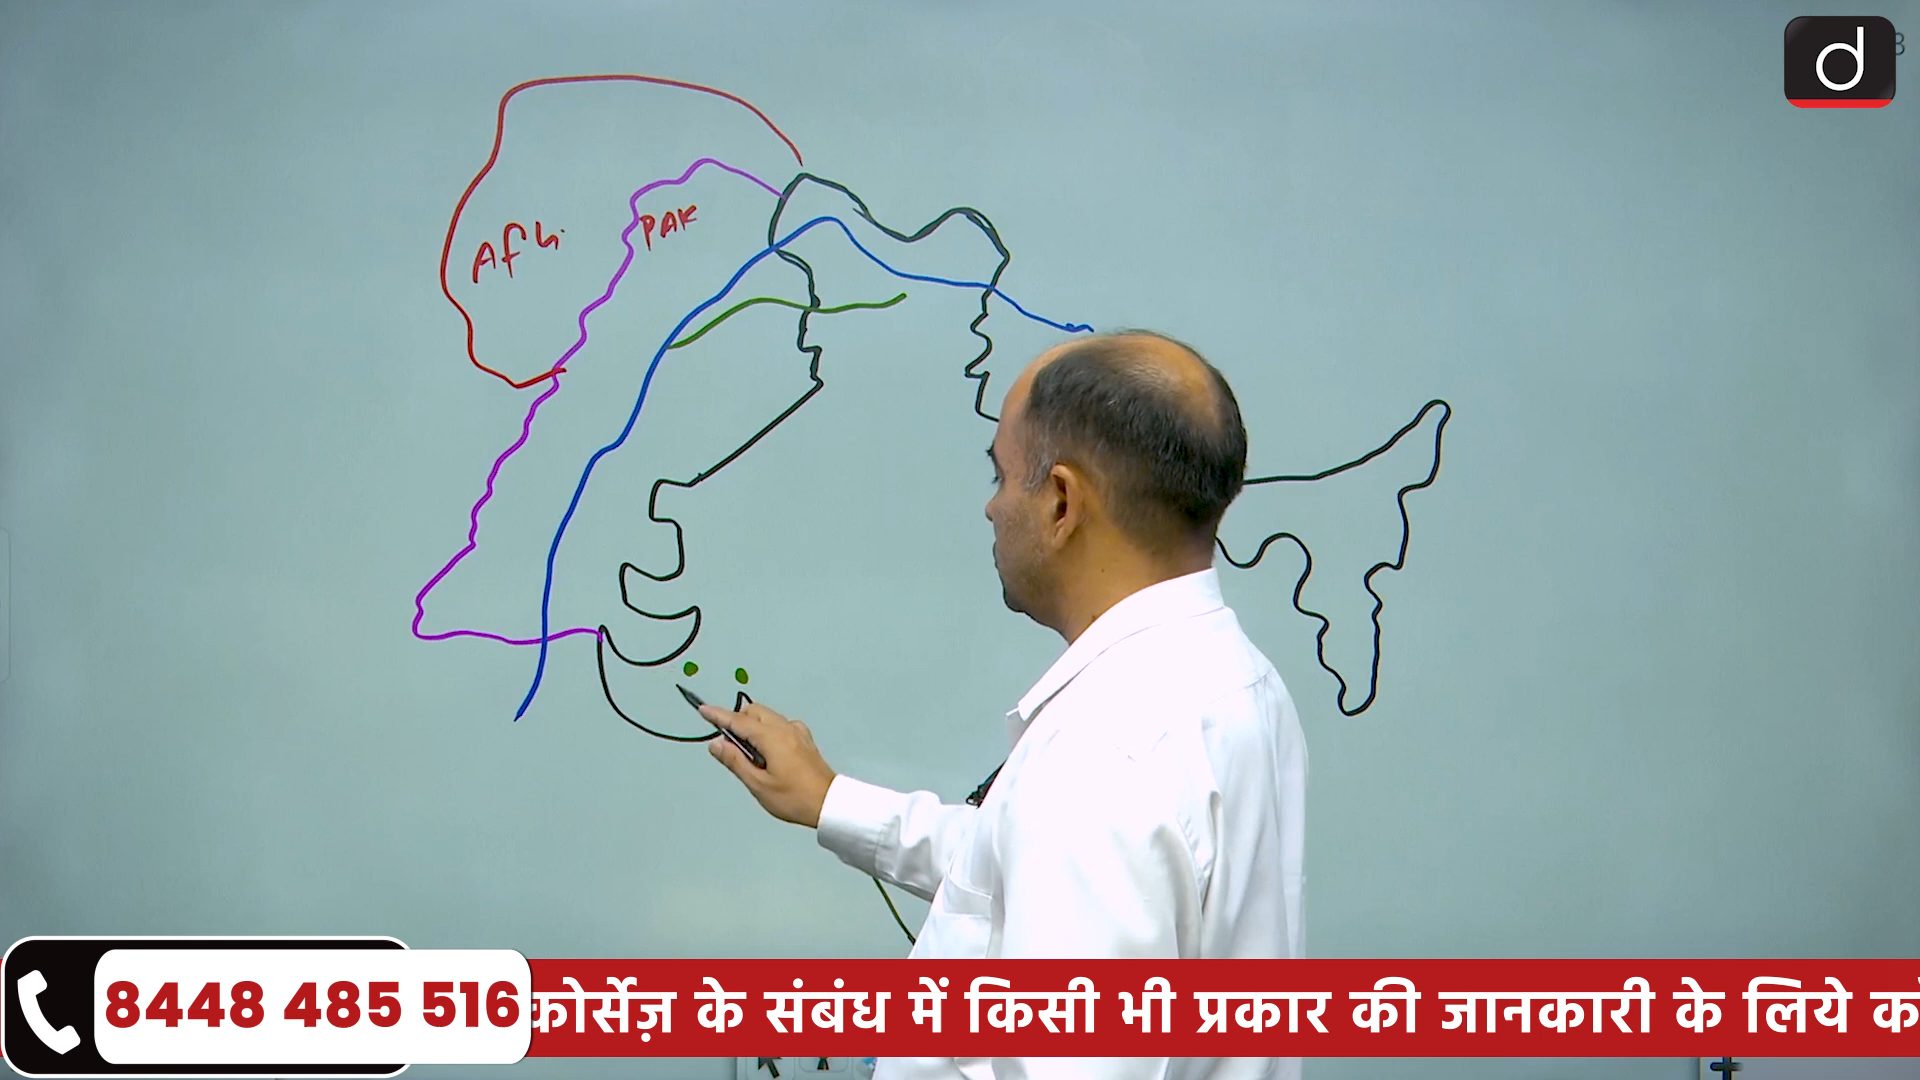 Afh.
PAK
d
8448 485 516
कोर्सेज़ के संबंध में किसी भी प्रकार की जानकारी के लिये